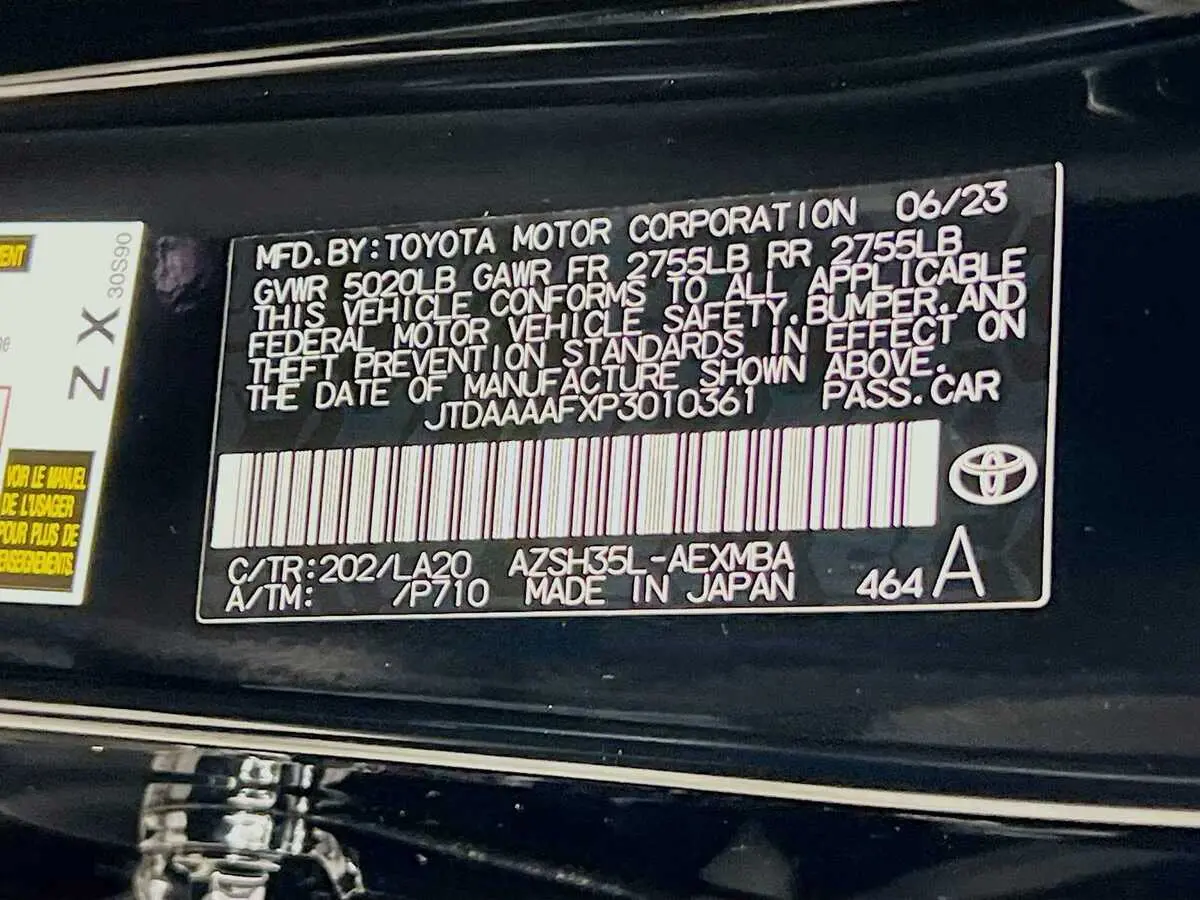 MFD. BY: TOYOTA MOTOR CORPORATION 06/23
GVWR 5020LB GAWR FR 2755LB RR 2755LB
THIS VEHICLE CONFORMS TO ALL APPLICABLE
FEDERAL MOTOR VEHICLE SAFETY, BUMPER, AND
THEFT PREVENTION STANDARDS IN EFFECT ON
THE DATE OF MANUFACTURE SHOWN ABOVE.
JTDAAAAFXP3010361 PASS. CAR
C/TR: 202/LA20 AZSH35L-AEXMBA
A/TM: /P710 MADE IN JAPAN 464 A
Z X 30S90
VOIR LE MANUEL
DE L'USAGER
POUR PLUS DE